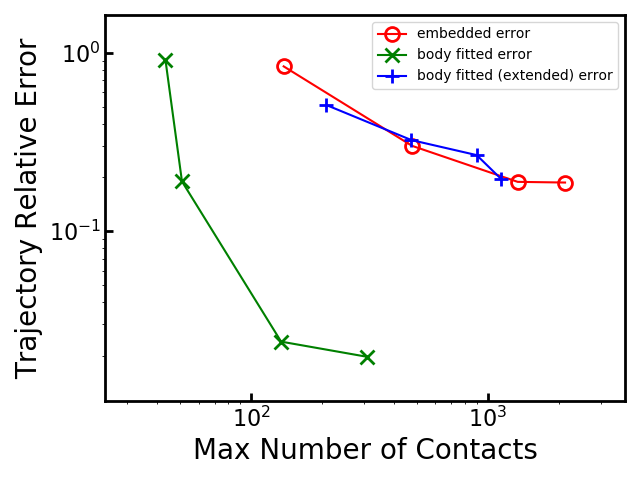 embedded error
body fitted error
body fitted (extended) error
Trajectory Relative Error
10⁰
10⁻¹
10² 10³
Max Number of Contacts